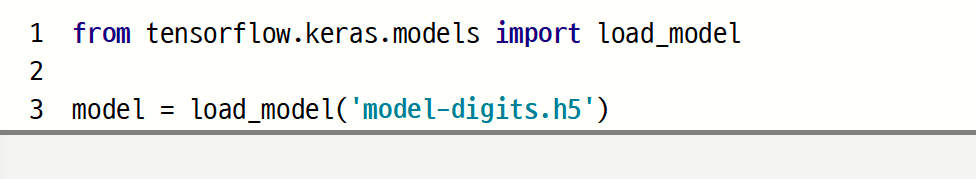 1 from tensorflow.keras.models import load_model
2
3 model = load_model('model-digits.h5')